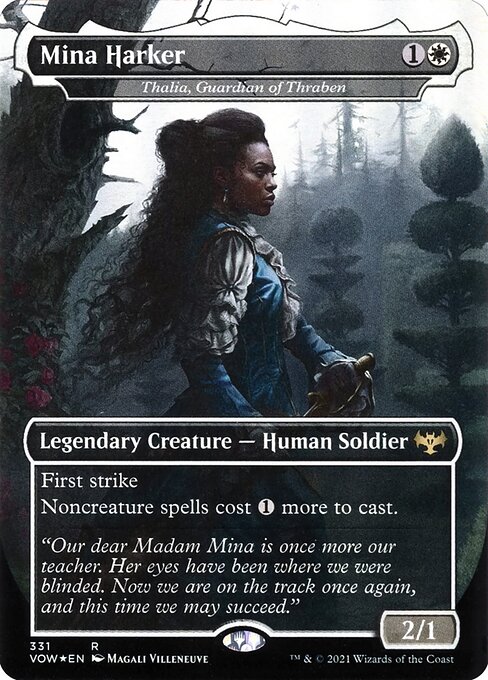 Mina Harker 1
Thalia, Guardian of Thraben
Legendary Creature — Human Soldier
First strike
Noncreature spells cost 1 more to cast.
“Our dear Madam Mina is once more our
teacher. Her eyes have been where we were
blinded. Now we are on the track once again,
and this time we may succeed.”
2/1
331 R
VOW★EN Magali Villeneuve
™ & © 2021 Wizards of the Coast